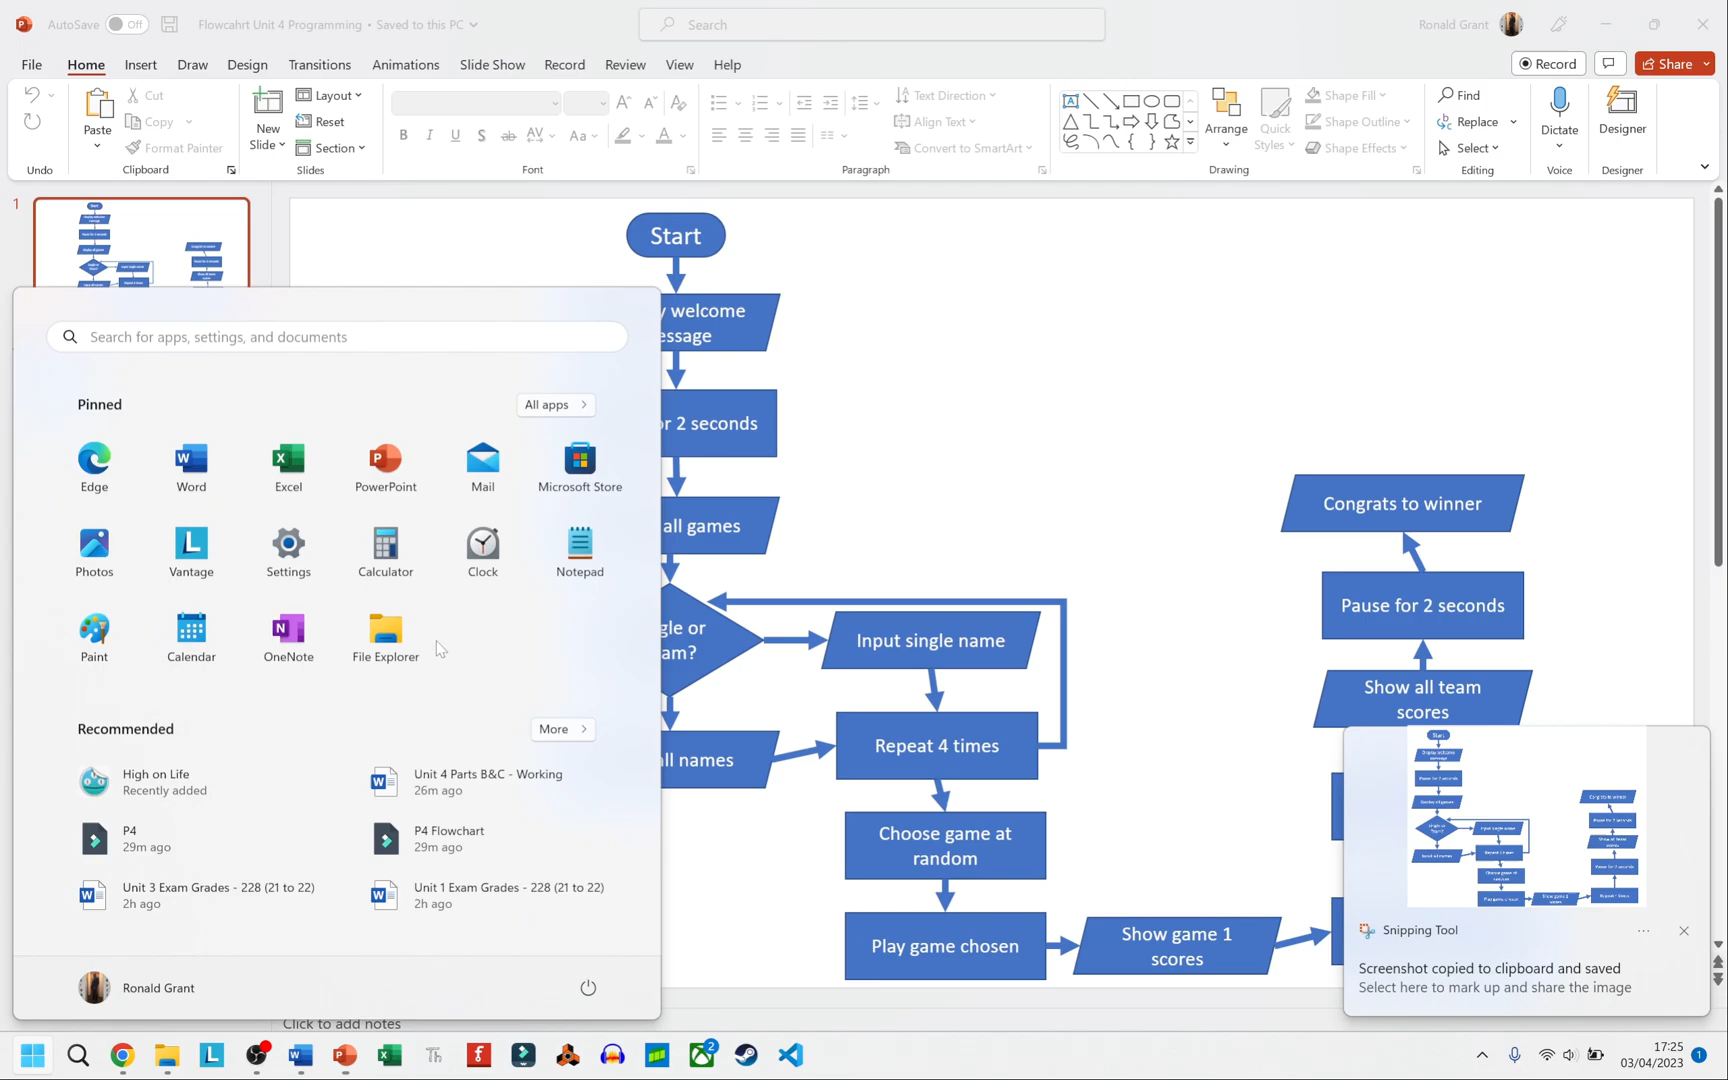 AutoSave Off Flowcahrt Unit 4 Programming • Saved to this PC Search Ronald Grant
File Home Insert Draw Design Transitions Animations Slide Show Record Review View Help Record Share
Paste Cut Copy Format Painter
New Slide Layout Reset Section
Text Direction Align Text Convert to SmartArt
Arrange Quick Styles Shape Fill Shape Outline Shape Effects
Find Replace Select Dictate Designer
Undo Clipboard Slides Font Paragraph Drawing Editing Voice Designer
1
Start
y welcome
essage
or 2 seconds
all games
gle or
am?
ll names
Input single name
Repeat 4 times
Choose game at
random
Play game chosen
Show game 1
scores
Show all team
scores
Pause for 2 seconds
Congrats to winner
Search for apps, settings, and documents
Pinned All apps
Edge Word Excel PowerPoint Mail Microsoft Store
Photos Vantage Settings Calculator Clock Notepad
Paint Calendar OneNote File Explorer
Recommended More
High on Life
Recently added
Unit 4 Parts B&C - Working
26m ago
P4
29m ago
P4 Flowchart
29m ago
Unit 3 Exam Grades - 228 (21 to 22)
2h ago
Unit 1 Exam Grades - 228 (21 to 22)
2h ago
Ronald Grant
Click to add notes
Snipping Tool
Screenshot copied to clipboard and saved
Select here to mark up and share the image
17:25
03/04/2023
1
2